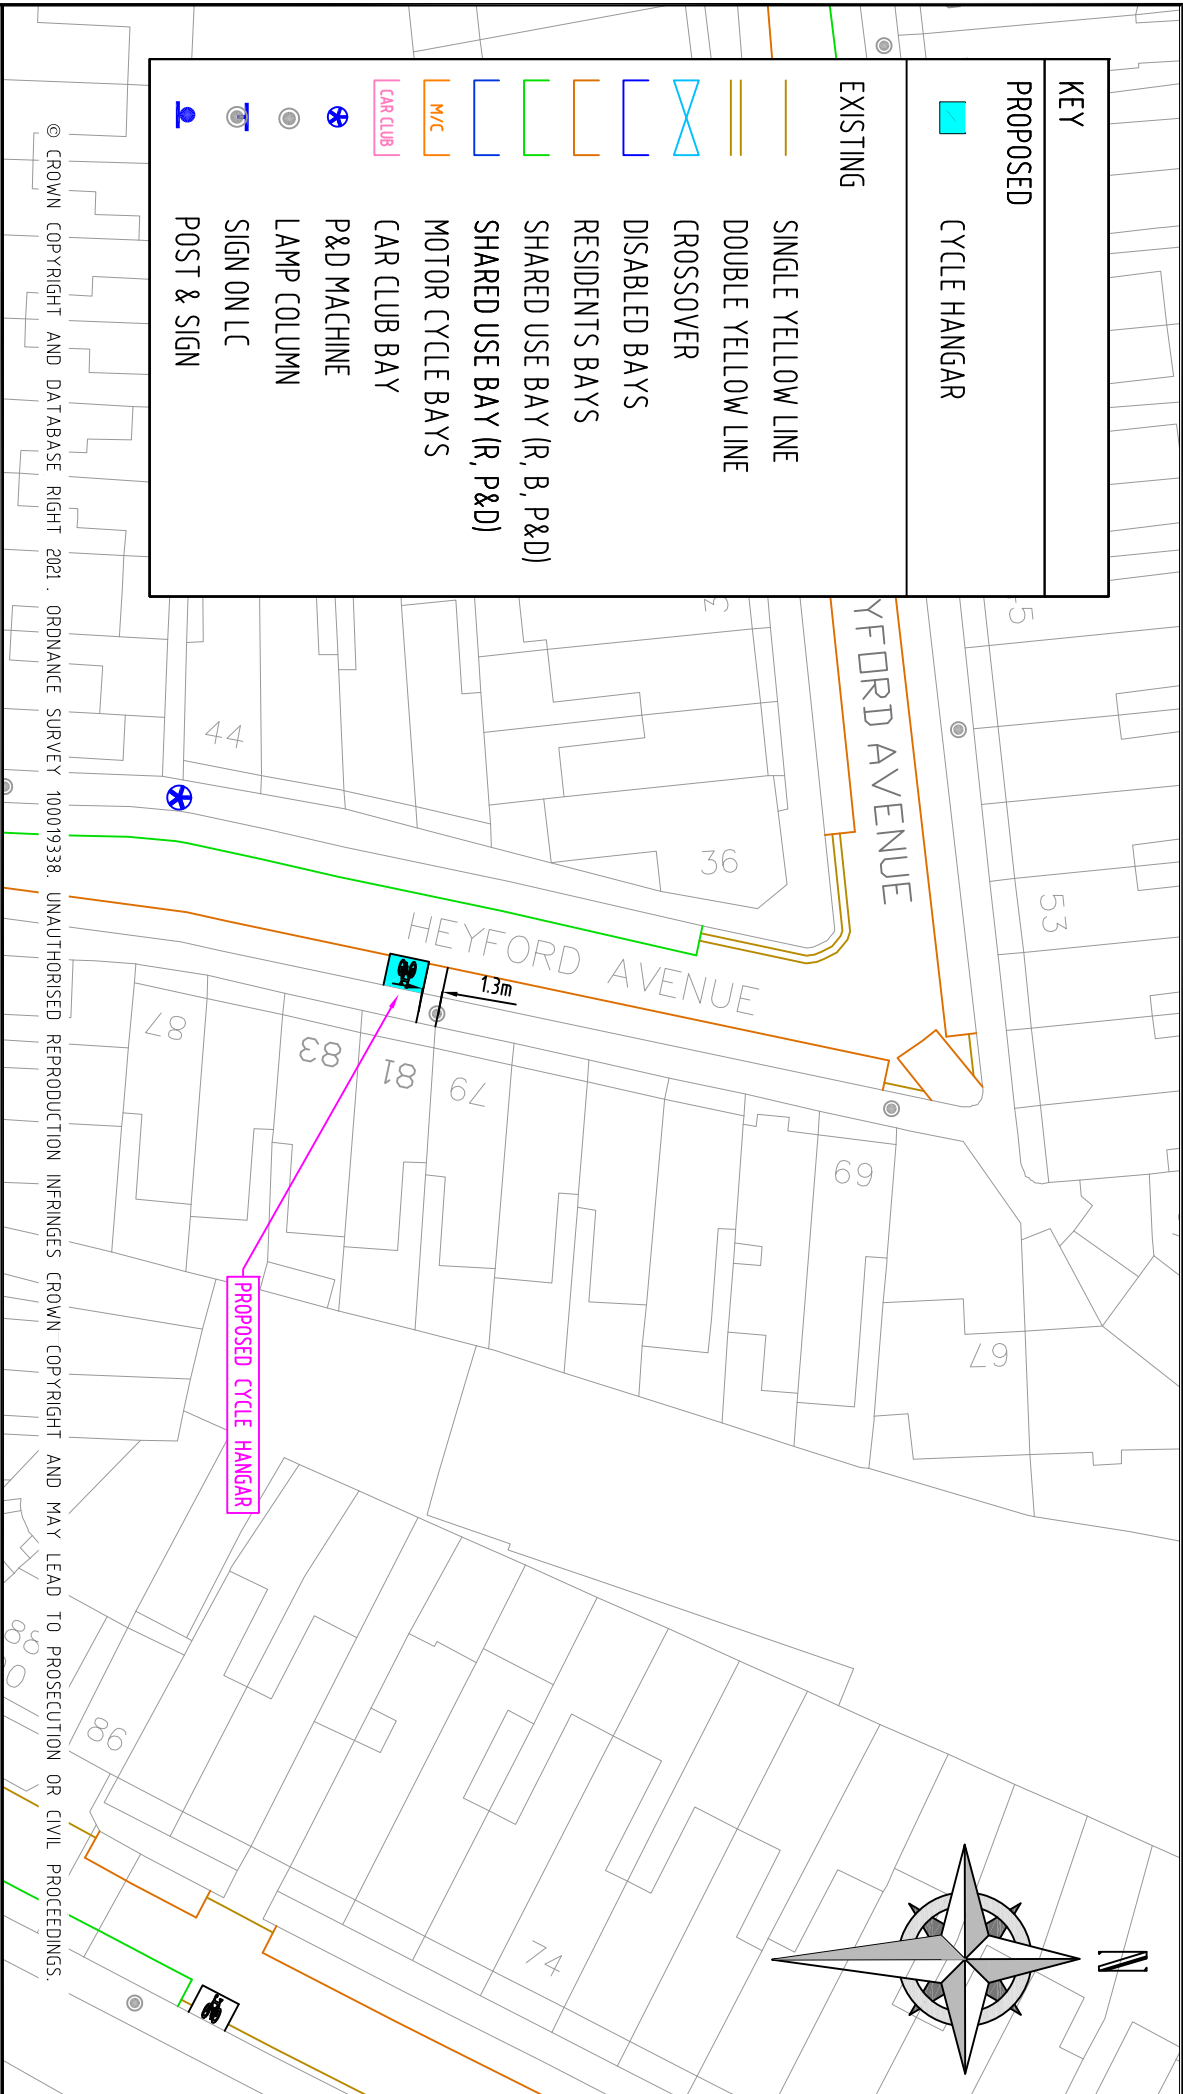 KEY
PROPOSED
CYCLE HANGAR
EXISTING
SINGLE YELLOW LINE
DOUBLE YELLOW LINE
CROSSOVER
DISABLED BAYS
RESIDENTS BAYS
SHARED USE BAY (R, B, P&D)
SHARED USE BAY (R, P&D)
M/C MOTOR CYCLE BAYS
CAR CLUB CAR CLUB BAY
P&D MACHINE
LAMP COLUMN
SIGN ON LC
POST & SIGN
YFORD AVENUE
53
36
HEYFORD AVENUE
1.3m
44
87
83
81
79
69
67
PROPOSED CYCLE HANGAR
N
74
86
88
© CROWN COPYRIGHT AND DATABASE RIGHT 2021. ORDNANCE SURVEY 100019338. UNAUTHORISED REPRODUCTION INFRINGES CROWN COPYRIGHT AND MAY LEAD TO PROSECUTION OR CIVIL PROCEEDINGS.